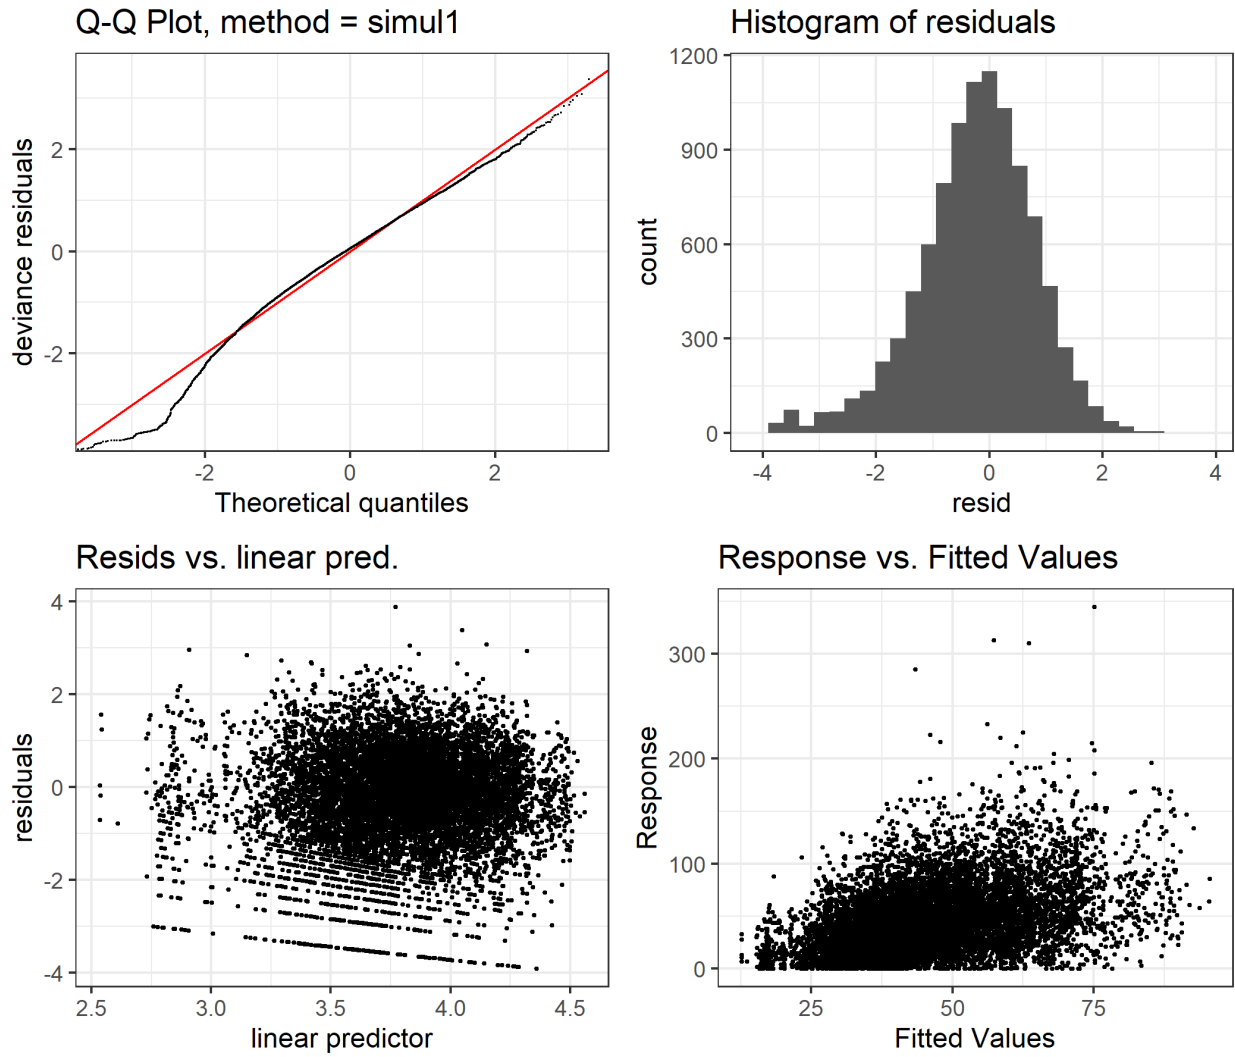 Q-Q Plot, method = simul1
deviance residuals
2
0
-2
-2 0 2
Theoretical quantiles
Histogram of residuals
count
1200
900
600
300
0
-4 -2 0 2 4
resid
Resids vs. linear pred.
residuals
4
2
0
-2
-4
2.5 3.0 3.5 4.0 4.5
linear predictor
Response vs. Fitted Values
Response
300
200
100
0
25 50 75
Fitted Values